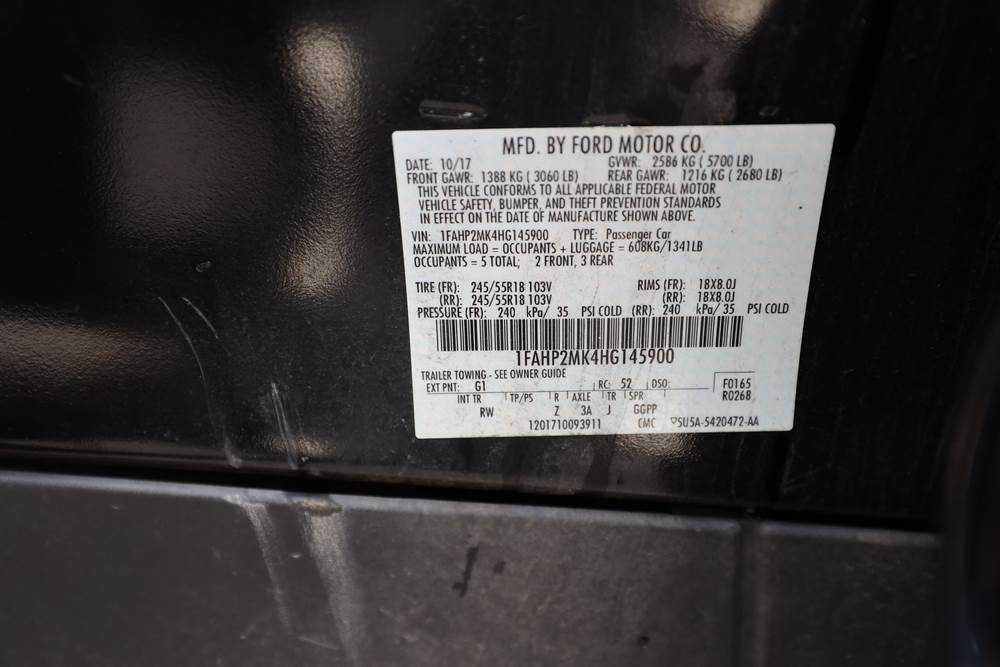 MFD. BY FORD MOTOR CO.
DATE: 10/17 GVWR: 2586 KG ( 5700 LB)
FRONT GAWR: 1388 KG ( 3060 LB) REAR GAWR: 1216 KG ( 2680 LB)
THIS VEHICLE CONFORMS TO ALL APPLICABLE FEDERAL MOTOR
VEHICLE SAFETY, BUMPER, AND THEFT PREVENTION STANDARDS
IN EFFECT ON THE DATE OF MANUFACTURE SHOWN ABOVE.
VIN: 1FAHP2MK4HG145900 TYPE: Passenger Car
MAXIMUM LOAD = OCCUPANTS + LUGGAGE = 608KG/1341LB
OCCUPANTS = 5 TOTAL; 2 FRONT, 3 REAR
TIRE (FR): 245/55R18 103V RIMS (FR): 18X8.0J
(RR): 245/55R18 103V (RR): 18X8.0J
PRESSURE (FR): 240 kPa/ 35 PSI COLD (RR): 240 kPa/ 35 PSI COLD
1FAHP2MK4HG145900
TRAILER TOWING - SEE OWNER GUIDE
EXT PNT: G1 RC: 52 DSO: F0165
INT TR TP/PS R AXLE TR SPR R0268
RW Z 3A J GGPP
1201710093911 CMC 5U5A-5420472-AA